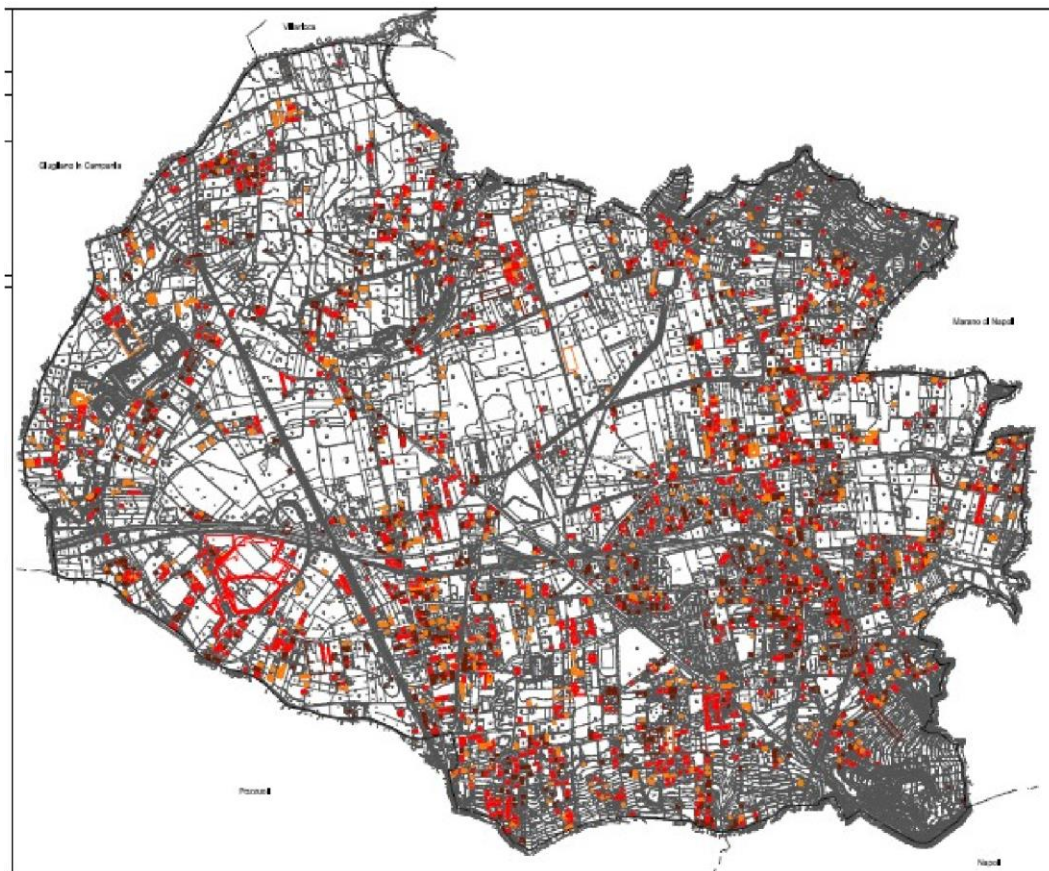 Villaricca
Giugliano in Campania
Marano di Napoli
Pozzuoli
Napoli